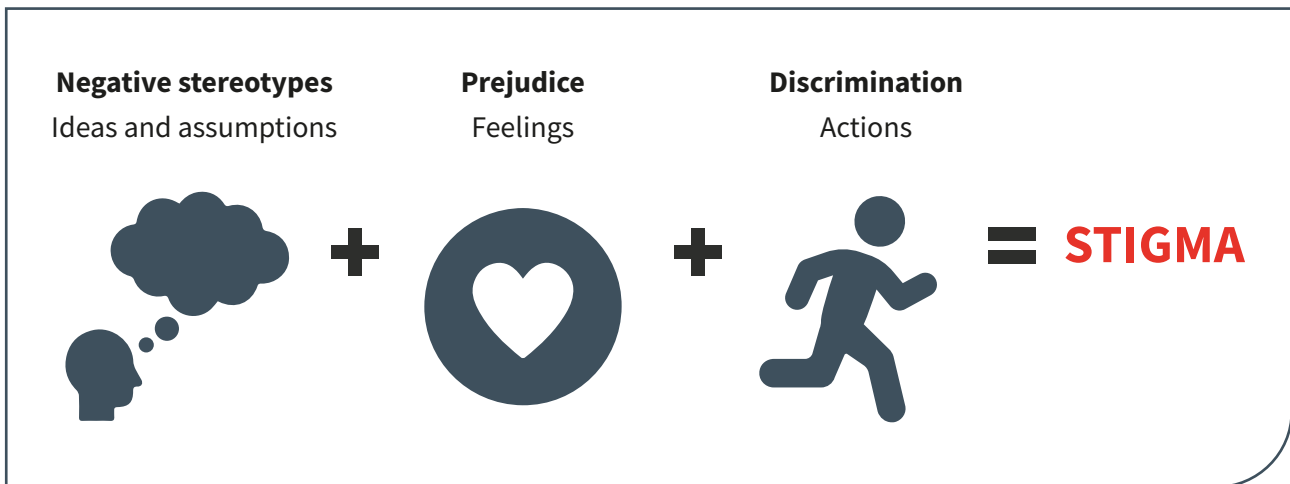 Negative stereotypes
Ideas and assumptions
Prejudice
Feelings
Discrimination
Actions
+
+
= STIGMA